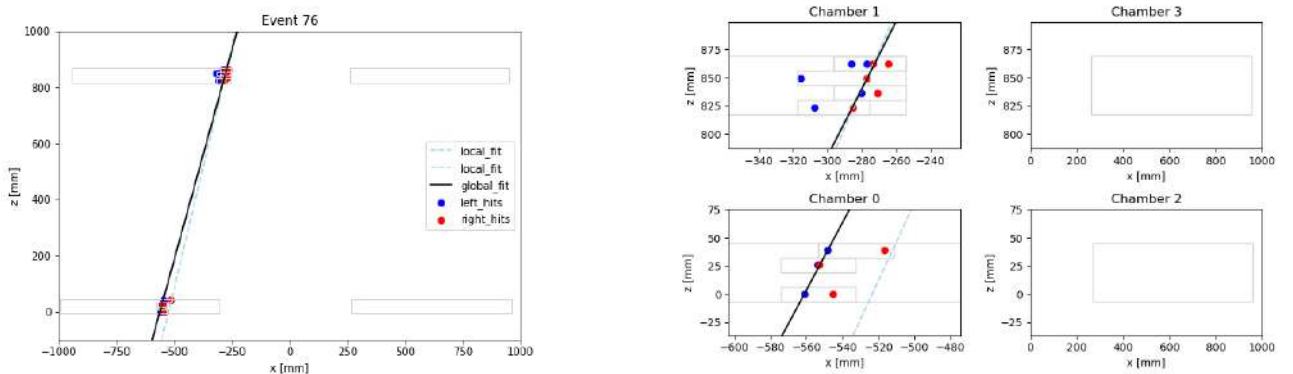 Event 76
1000
800
600
400
200
0
z [mm]
−1000
−750
−500
−250
0
250
500
750
1000
x [mm]
local_fit
local_fit
global_fit
left_hits
right_hits
Chamber 1
875
850
825
800
z [mm]
−340
−320
−300
−280
−260
−240
x [mm]
Chamber 3
875
850
825
800
z [mm]
0
200
400
600
800
1000
x [mm]
Chamber 0
75
50
25
0
−25
z [mm]
−600
−580
−560
−540
−520
−500
−480
x [mm]
Chamber 2
75
50
25
0
−25
z [mm]
0
200
400
600
800
1000
x [mm]